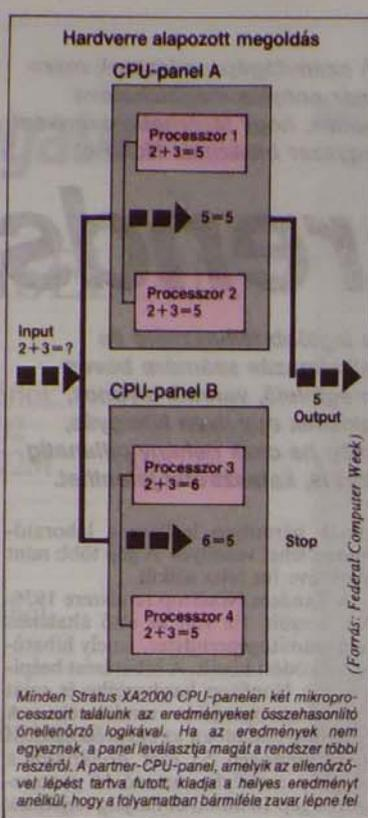 Hardverre alapozott megoldás
CPU-panel A
Processzor 1
2+3=5
5=5
Processzor 2
2+3=5
Input
2+3=?
5
Output
CPU-panel B
Processzor 3
2+3=6
6=5
Stop
Processzor 4
2+3=5
(Forrás: Federal Computer Week)
Minden Stratus XA2000 CPU-panelen két mikropro-
cesszort találunk az eredményeket összehasonlító
önellenőrző logikával. Ha az eredmények nem
egyeznek, a panel leválasztja magát a rendszer többi
részéről. A partner-CPU-panel, amelyik az ellenőrző-
vel lépést tartva futott, kiadja a helyes eredményt
anélkül, hogy a folyamatban bármiféle zavar lépne fel